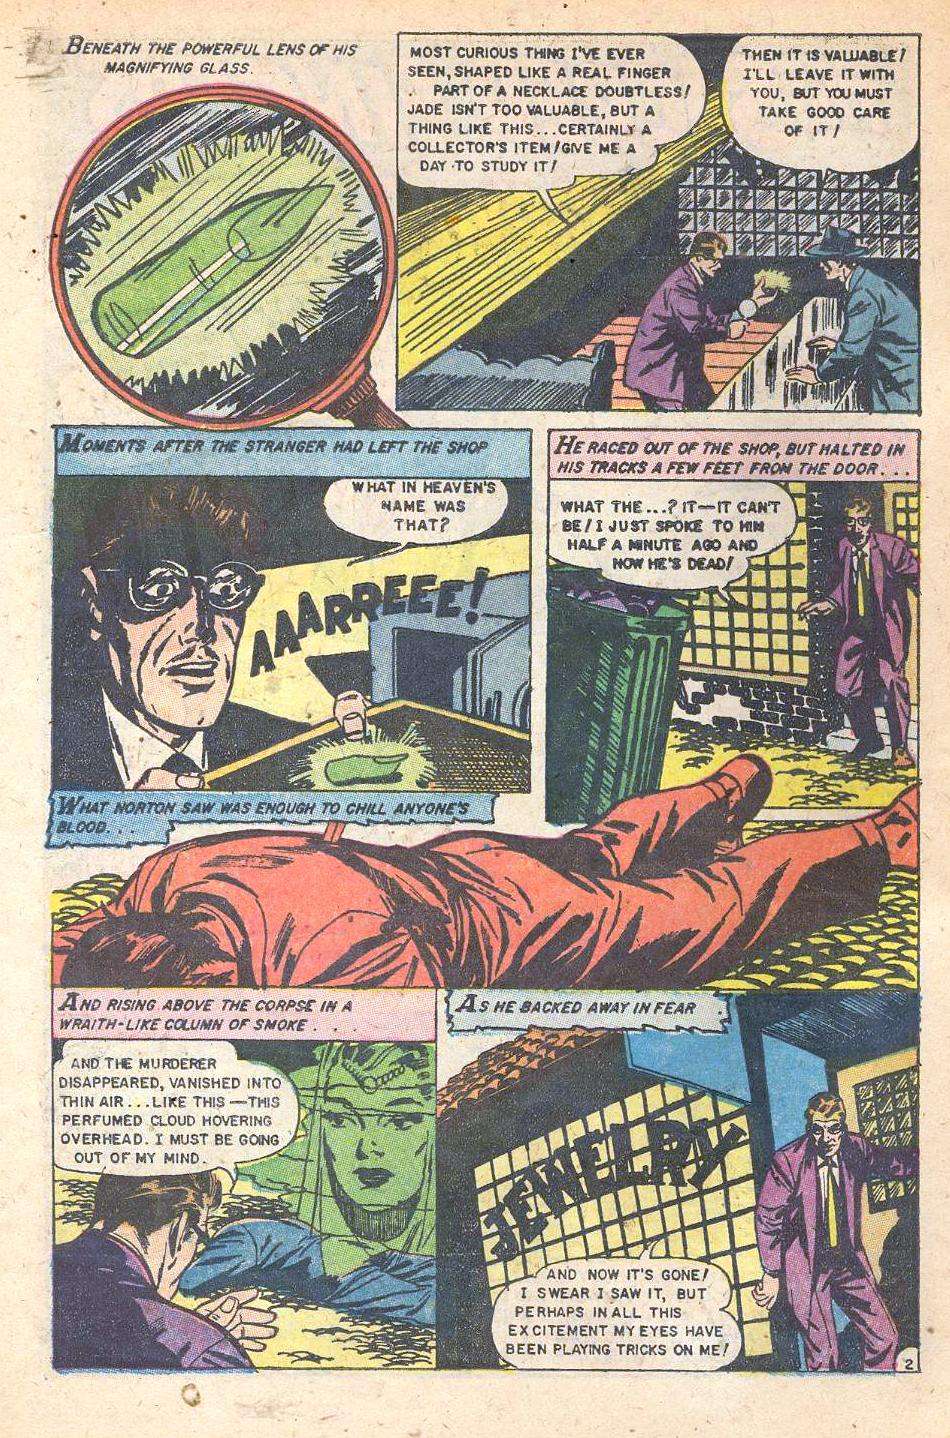 BENEATH THE POWERFUL LENS OF HIS
MAGNIFYING GLASS. . .
MOST CURIOUS THING I'VE EVER
SEEN, SHAPED LIKE A REAL FINGER
. PART OF A NECKLACE DOUBTLESS!
JADE ISN'T TOO VALUABLE, BUT A
THING LIKE THIS...CERTAINLY A
COLLECTOR'S ITEM! GIVE ME A
DAY TO STUDY IT!
THEN IT IS VALUABLE!
I'LL LEAVE IT WITH
YOU, BUT YOU MUST
TAKE GOOD CARE
OF IT!
MOMENTS AFTER THE STRANGER HAD LEFT THE SHOP
WHAT IN HEAVEN'S
NAME WAS
THAT?
AAARREEE!
HE RACED OUT OF THE SHOP, BUT HALTED IN
HIS TRACKS A FEW FEET FROM THE DOOR . . .
WHAT THE...? IT—IT CAN'T
BE! I JUST SPOKE TO HIM
HALF A MINUTE AGO AND
NOW HE'S DEAD!
WHAT NORTON SAW WAS ENOUGH TO CHILL ANYONE'S
BLOOD. . .
AND RISING ABOVE THE CORPSE IN A
WRAITH-LIKE COLUMN OF SMOKE . . . .
AND THE MURDERER
DISAPPEARED, VANISHED INTO
THIN AIR...LIKE THIS—THIS
PERFUMED CLOUD HOVERING
OVERHEAD. I MUST BE GOING
OUT OF MY MIND.
AS HE BACKED AWAY IN FEAR . .
JEWELRY
AND NOW IT'S GONE!
I SWEAR I SAW IT, BUT
PERHAPS IN ALL THIS
EXCITEMENT MY EYES HAVE
BEEN PLAYING TRICKS ON ME!
2